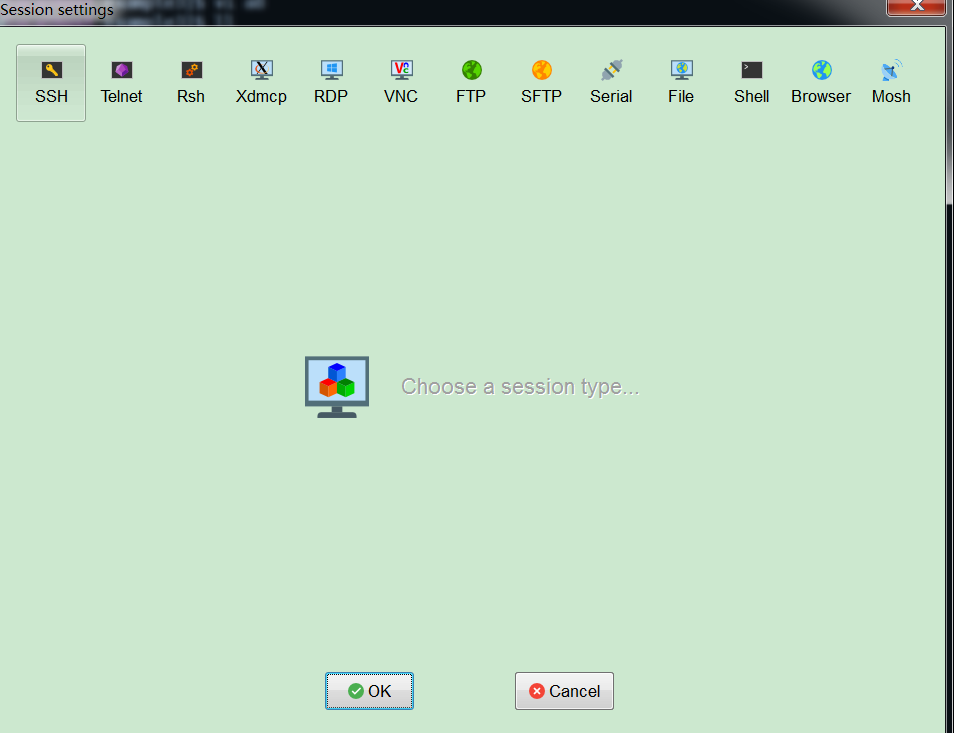 Session settings
SSH Telnet Rsh Xdmcp RDP VNC FTP SFTP Serial File Shell Browser Mosh
Choose a session type...
OK Cancel